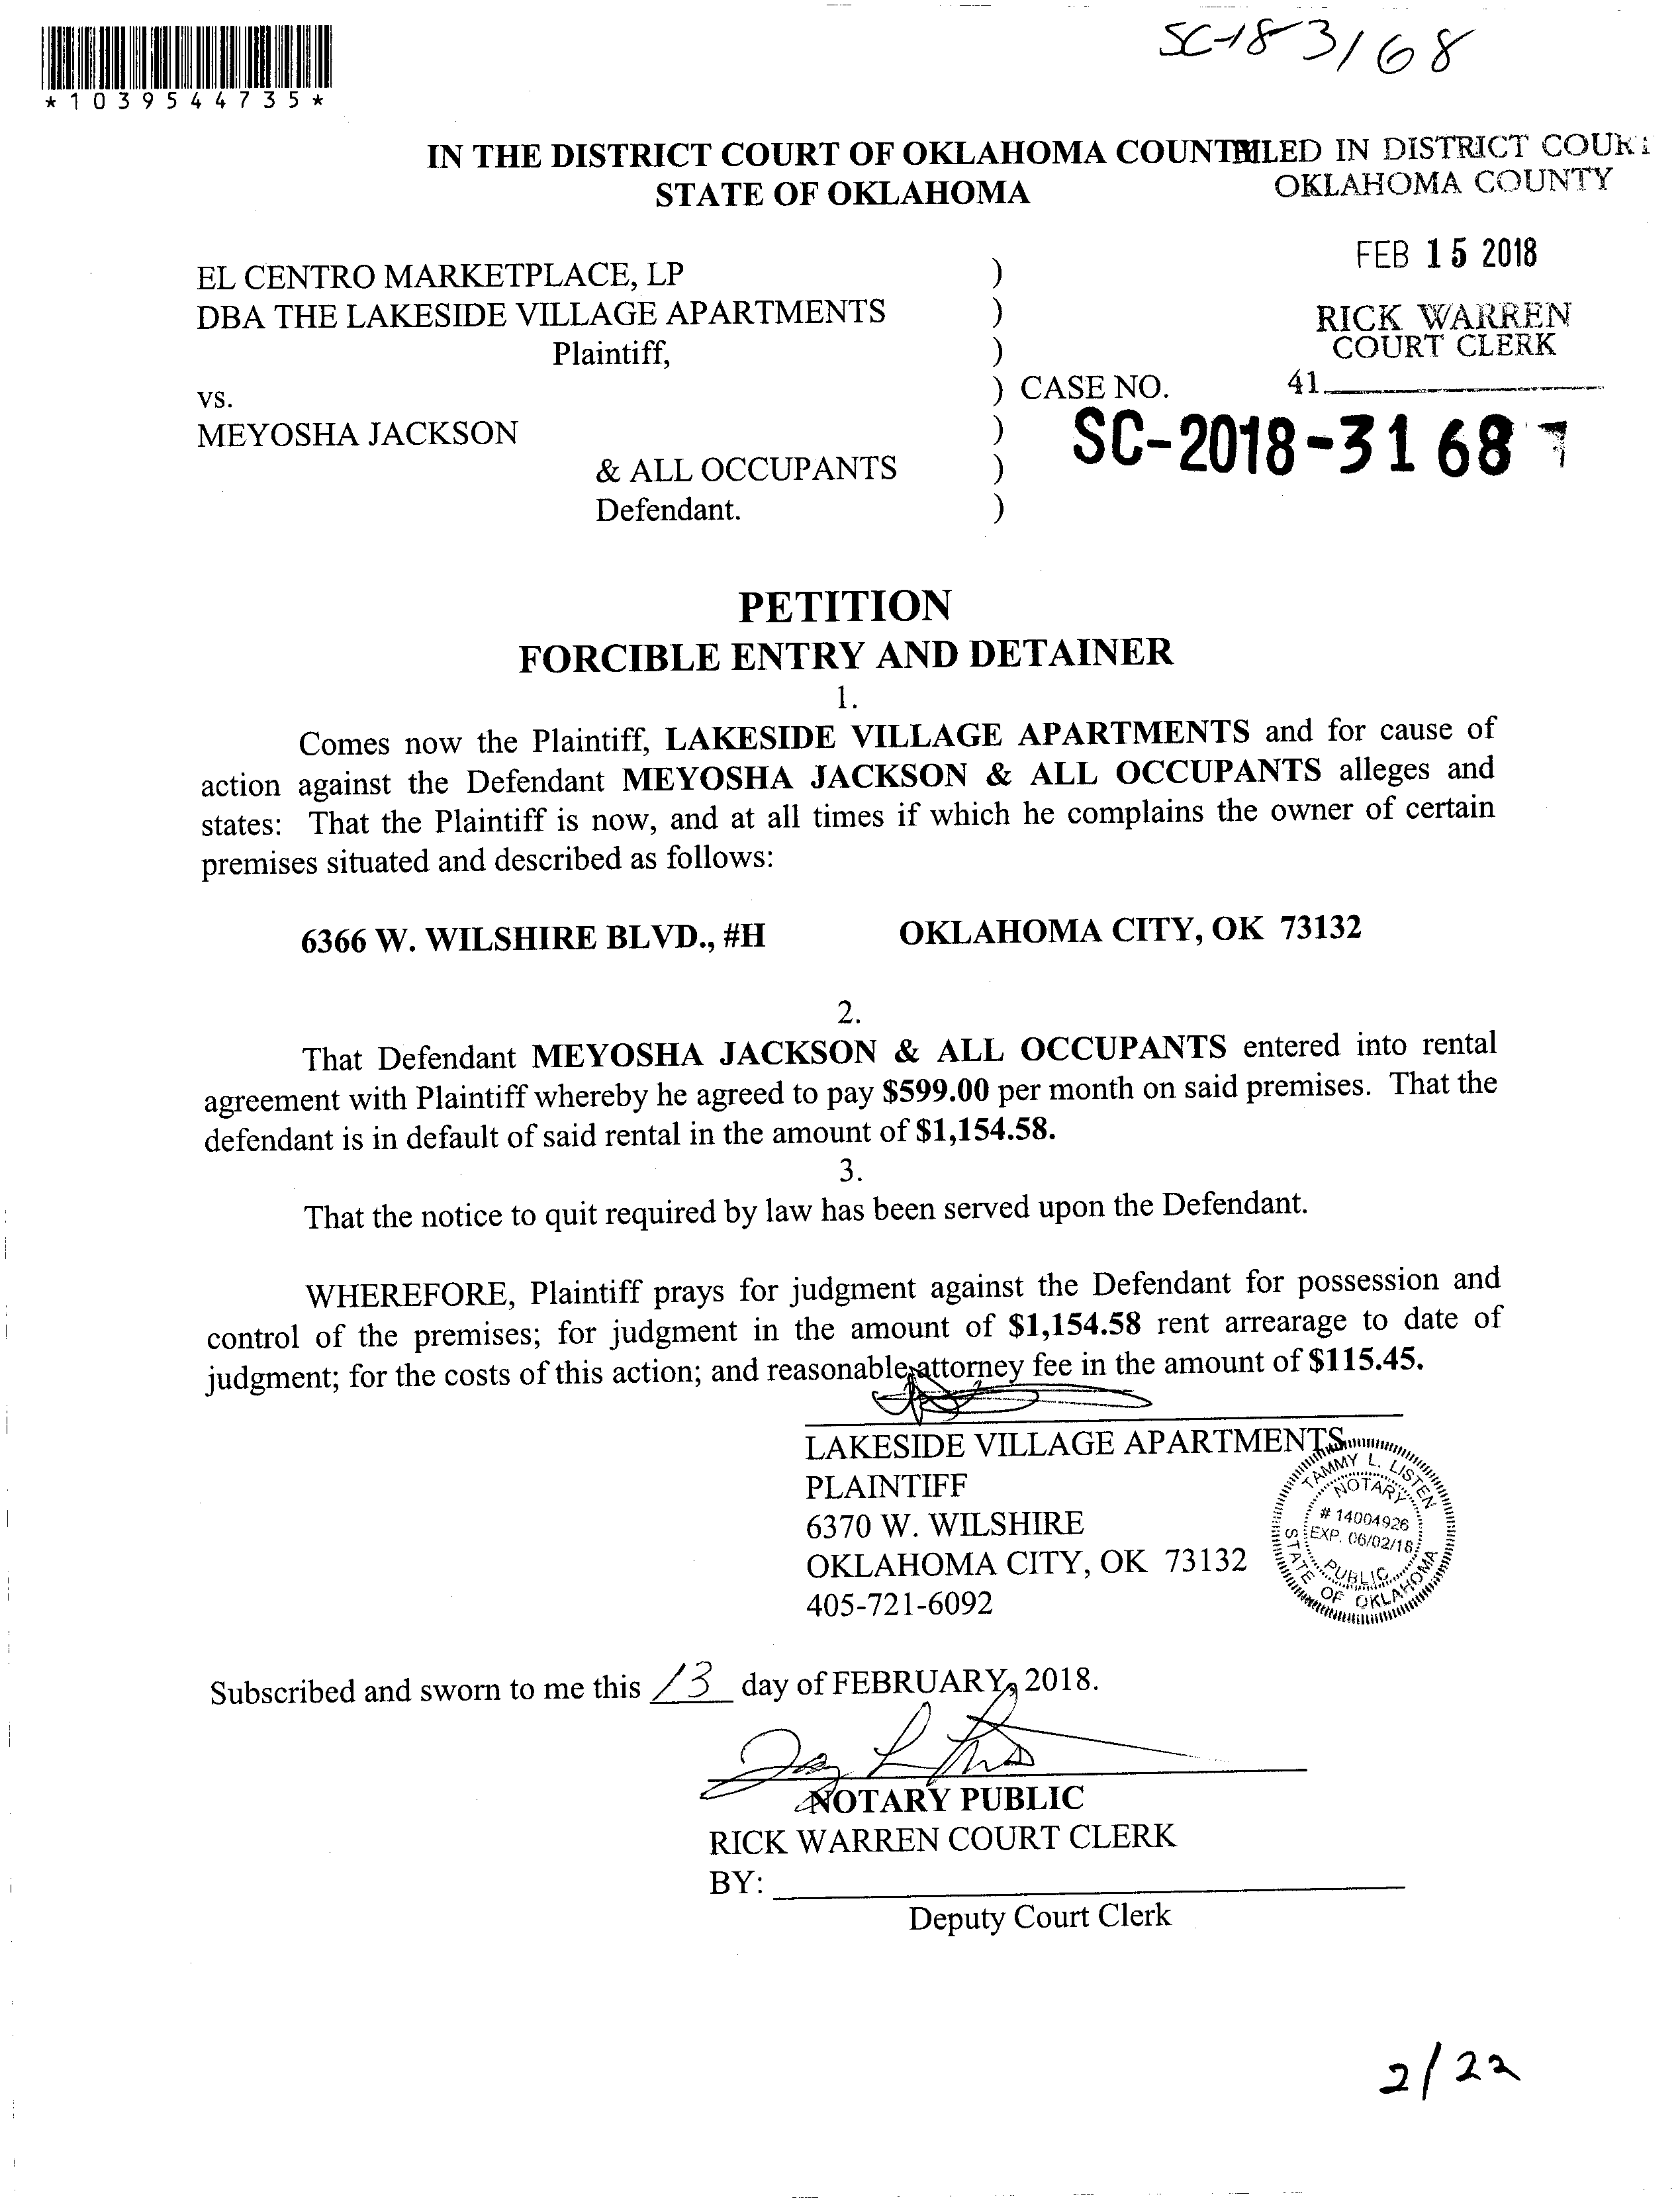 SC-18-3168
*1039544735*
IN THE DISTRICT COURT OF OKLAHOMA COUNTY
STATE OF OKLAHOMA
FILED IN DISTRICT COURT
OKLAHOMA COUNTY
FEB 15 2018
RICK WARREN
COURT CLERK
41
EL CENTRO MARKETPLACE, LP )
DBA THE LAKESIDE VILLAGE APARTMENTS )
Plaintiff, )
vs. ) CASE NO.
MEYOSHA JACKSON ) SC-2018-3168
& ALL OCCUPANTS )
Defendant. )
PETITION
FORCIBLE ENTRY AND DETAINER
1.
Comes now the Plaintiff, LAKESIDE VILLAGE APARTMENTS and for cause of
action against the Defendant MEYOSHA JACKSON & ALL OCCUPANTS alleges and
states: That the Plaintiff is now, and at all times if which he complains the owner of certain
premises situated and described as follows:
6366 W. WILSHIRE BLVD., #H OKLAHOMA CITY, OK 73132
2.
That Defendant MEYOSHA JACKSON & ALL OCCUPANTS entered into rental
agreement with Plaintiff whereby he agreed to pay $599.00 per month on said premises. That the
defendant is in default of said rental in the amount of $1,154.58.
3.
That the notice to quit required by law has been served upon the Defendant.
WHEREFORE, Plaintiff prays for judgment against the Defendant for possession and
control of the premises; for judgment in the amount of $1,154.58 rent arrearage to date of
judgment; for the costs of this action; and reasonable attorney fee in the amount of $115.45.
LAKESIDE VILLAGE APARTMENTS
PLAINTIFF
6370 W. WILSHIRE
OKLAHOMA CITY, OK 73132
405-721-6092
TAMMY L. LISTEN
NOTARY
# 14004926
EXP. 06/02/18
PUBLIC
STATE OF OKLAHOMA
Subscribed and sworn to me this 13 day of FEBRUARY, 2018.
NOTARY PUBLIC
RICK WARREN COURT CLERK
BY:
Deputy Court Clerk
2/22